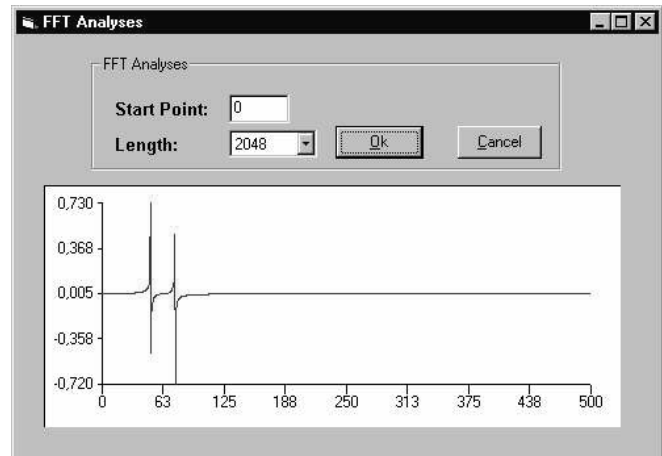 FFT Analyses
FFT Analyses
Start Point: 0
Length: 2048 Ok Cancel
0,730
0,368
0,005
-0,358
-0,720
0 63 125 188 250 313 375 438 500